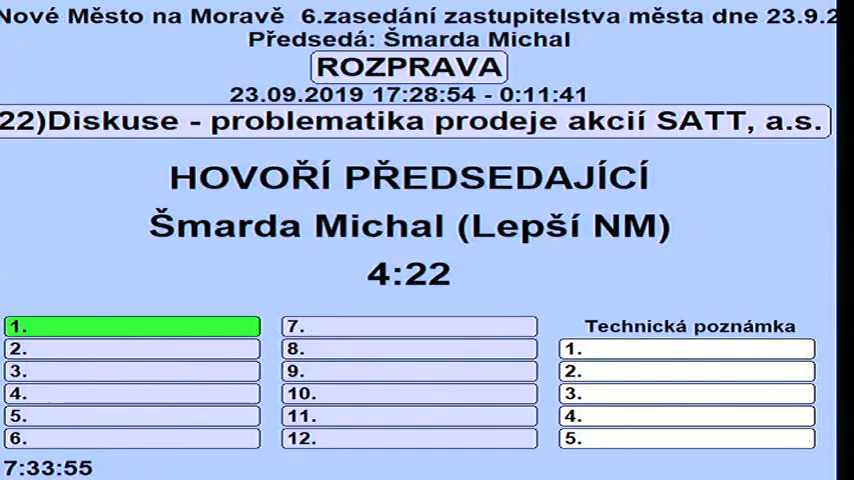 Nové Město na Moravě 6.zasedání zastupitelstva města dne 23.9.2
Předsedá: Šmarda Michal
ROZPRAVA
23.09.2019 17:28:54 - 0:11:41
22)Diskuse - problematika prodeje akcií SATT, a.s.
HOVOŘÍ PŘEDSEDAJÍCÍ
Šmarda Michal (Lepší NM)
4:22
1.
2.
3.
4.
5.
6.
7.
8.
9.
10.
11.
12.
Technická poznámka
1.
2.
3.
4.
5.
7:33:55